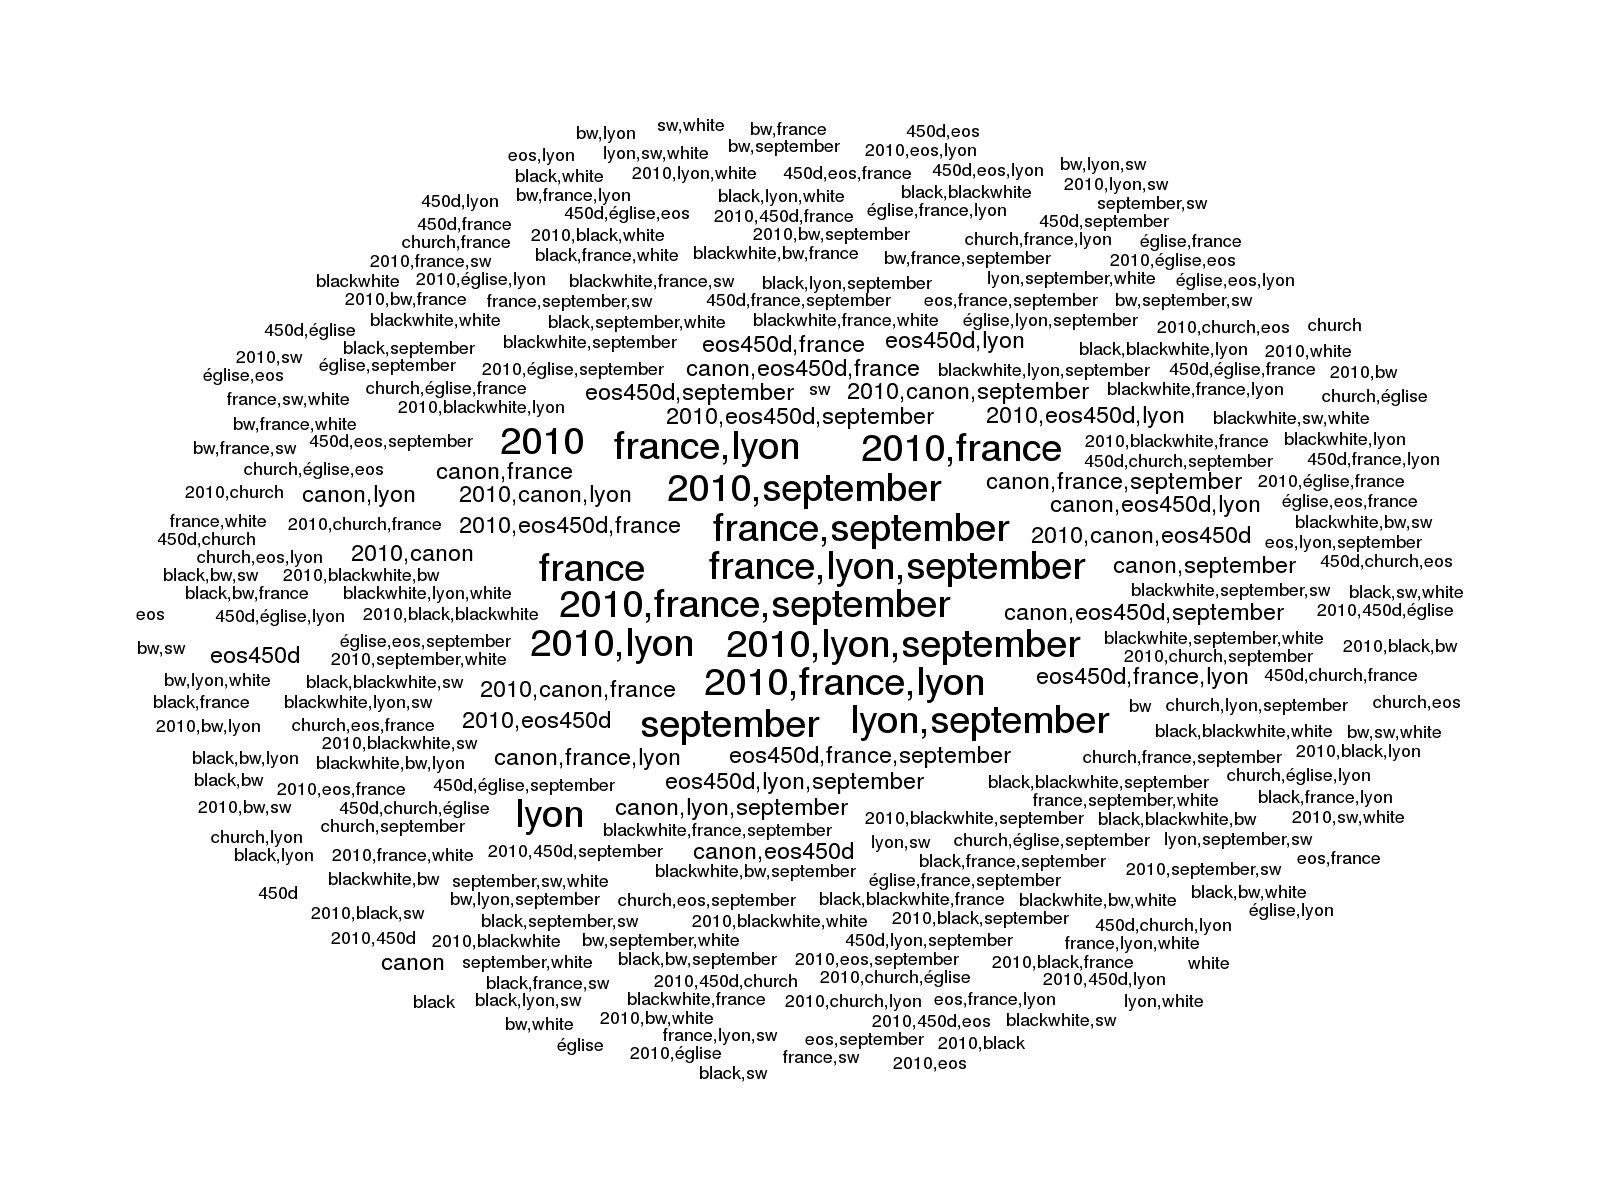 sw,white
bw,lyon bw,france 450d,eos
bw,september
eos,lyon lyon,sw,white 2010,eos,lyon
bw,lyon,sw
black,white 2010,lyon,white 450d,eos,france 450d,eos,lyon
2010,lyon,sw
450d,lyon bw,france,lyon black,lyon,white black,blackwhite
september,sw
450d,france 450d,église,eos 2010,450d,france église,france,lyon 450d,september
church,france 2010,black,white 2010,bw,september church,france,lyon église,france
2010,france,sw black,france,white blackwhite,bw,france bw,france,september 2010,église,eos
blackwhite 2010,église,lyon blackwhite,france,sw black,lyon,september lyon,september,white église,eos,lyon
2010,bw,france france,september,sw 450d,france,september eos,france,september bw,september,sw
450d,église blackwhite,white black,september,white blackwhite,france,white église,lyon,september 2010,church,eos church
2010,sw black,september blackwhite,september eos450d,france eos450d,lyon black,blackwhite,lyon 2010,white
église,eos église,september 2010,église,september canon,eos450d,france blackwhite,lyon,september 450d,église,france 2010,bw
france,sw,white church,église,france eos450d,september sw 2010,canon,september blackwhite,france,lyon church,église
bw,france,white 2010,blackwhite,lyon 2010,eos450d,september 2010,eos450d,lyon blackwhite,sw,white
bw,france,sw 450d,eos,september 2010 france,lyon 2010,france 2010,blackwhite,france blackwhite,lyon
church,église,eos canon,france 450d,church,september 450d,france,lyon
2010,church canon,lyon 2010,canon,lyon 2010,september canon,france,september 2010,église,france
canon,eos450d,lyon église,eos,france
france,white 2010,church,france 2010,eos450d,france france,september 2010,canon,eos450d blackwhite,bw,sw
450d,church eos,lyon,september
church,eos,lyon 2010,canon france france,lyon,september canon,september 450d,church,eos
black,bw,sw 2010,blackwhite,bw
black,bw,france blackwhite,lyon,white blackwhite,september,sw black,sw,white
eos 450d,église,lyon 2010,black,blackwhite 2010,france,september canon,eos450d,september 2010,450d,église
bw,sw église,eos,september 2010,lyon 2010,lyon,september blackwhite,september,white 2010,black,bw
eos450d 2010,september,white 2010,church,september
bw,lyon,white black,blackwhite,sw 2010,canon,france 2010,france,lyon eos450d,france,lyon 450d,church,france
black,france blackwhite,lyon,sw bw church,lyon,september church,eos
2010,bw,lyon church,eos,france 2010,eos450d september lyon,september black,blackwhite,white bw,sw,white
2010,blackwhite,sw
black,bw,lyon blackwhite,bw,lyon canon,france,lyon eos450d,france,september church,france,september 2010,black,lyon
black,bw 2010,eos,france 450d,église,september eos450d,lyon,september black,blackwhite,september church,église,lyon
2010,bw,sw 450d,church,église lyon canon,lyon,september france,september,white black,france,lyon
church,lyon church,september blackwhite,france,september 2010,blackwhite,september black,blackwhite,bw 2010,sw,white
black,lyon 2010,france,white 2010,450d,september canon,eos450d lyon,sw church,église,september lyon,september,sw
black,france,september eos,france
450d blackwhite,bw september,sw,white blackwhite,bw,september église,france,september 2010,september,sw
bw,lyon,september church,eos,september black,blackwhite,france blackwhite,bw,white black,bw,white
2010,black,sw black,september,sw 2010,blackwhite,white 2010,black,september 450d,church,lyon église,lyon
2010,450d 2010,blackwhite bw,september,white 450d,lyon,september france,lyon,white
canon september,white black,bw,september 2010,eos,september 2010,black,france white
black,france,sw 2010,450d,church 2010,church,église 2010,450d,lyon
black black,lyon,sw blackwhite,france 2010,church,lyon eos,france,lyon lyon,white
bw,white 2010,bw,white 2010,450d,eos blackwhite,sw
église france,lyon,sw eos,september 2010,black
2010,église france,sw 2010,eos
black,sw